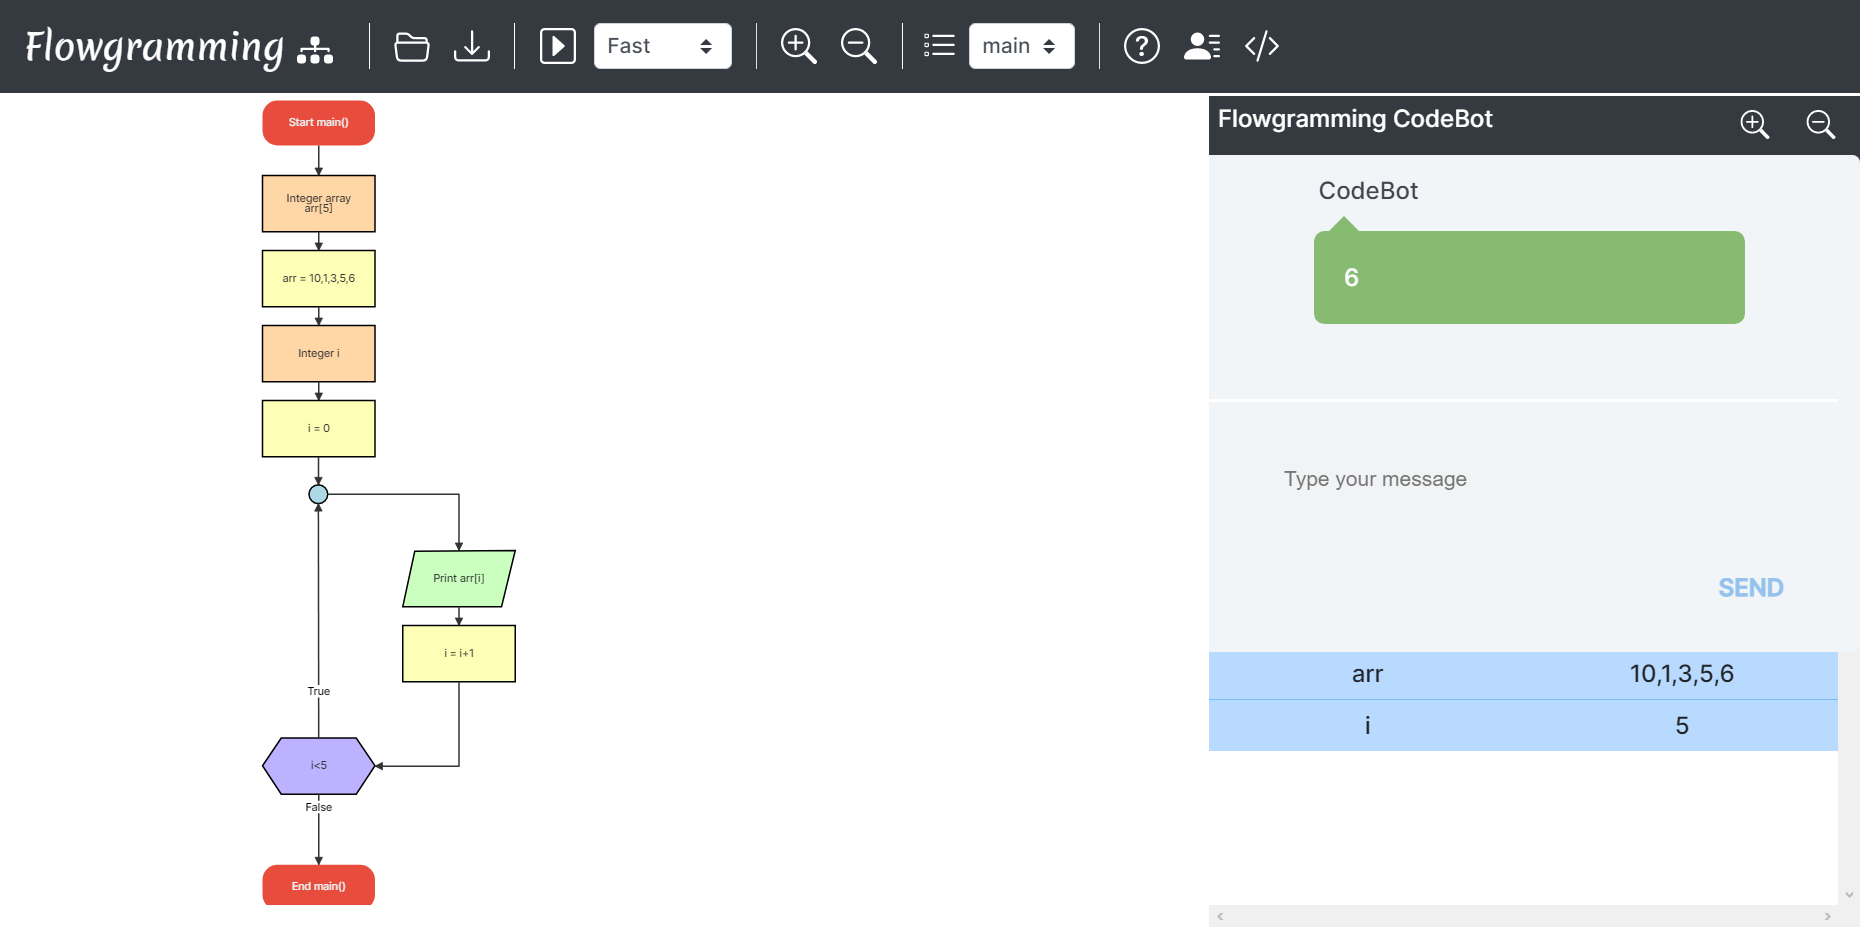 Flowgramming
Fast
main
Start main()
Integer array
arr[5]
arr = 10,1,3,5,6
Integer i
i = 0
Print arr[i]
i = i+1
True
i<5
False
End main()
Flowgramming CodeBot
CodeBot
6
Type your message
SEND
arr 10,1,3,5,6
i 5